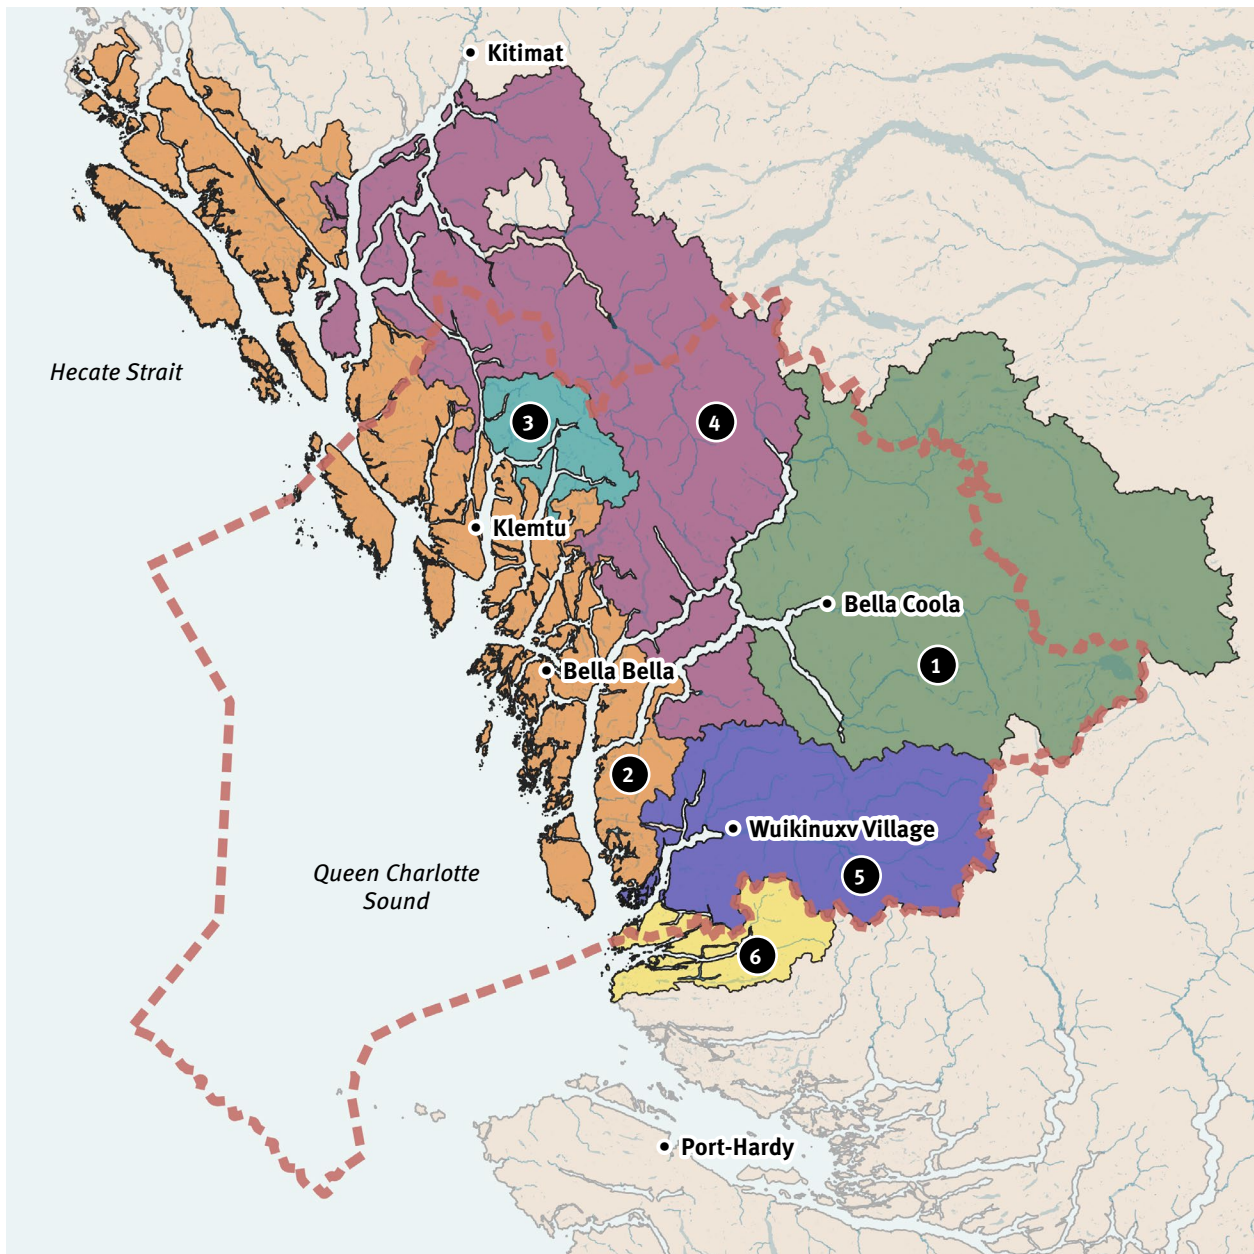 Kitimat
Hecate Strait
3
4
Klemtu
Bella Coola
1
Bella Bella
2
Wuikinuxv Village
Queen Charlotte
Sound
5
6
Port-Hardy